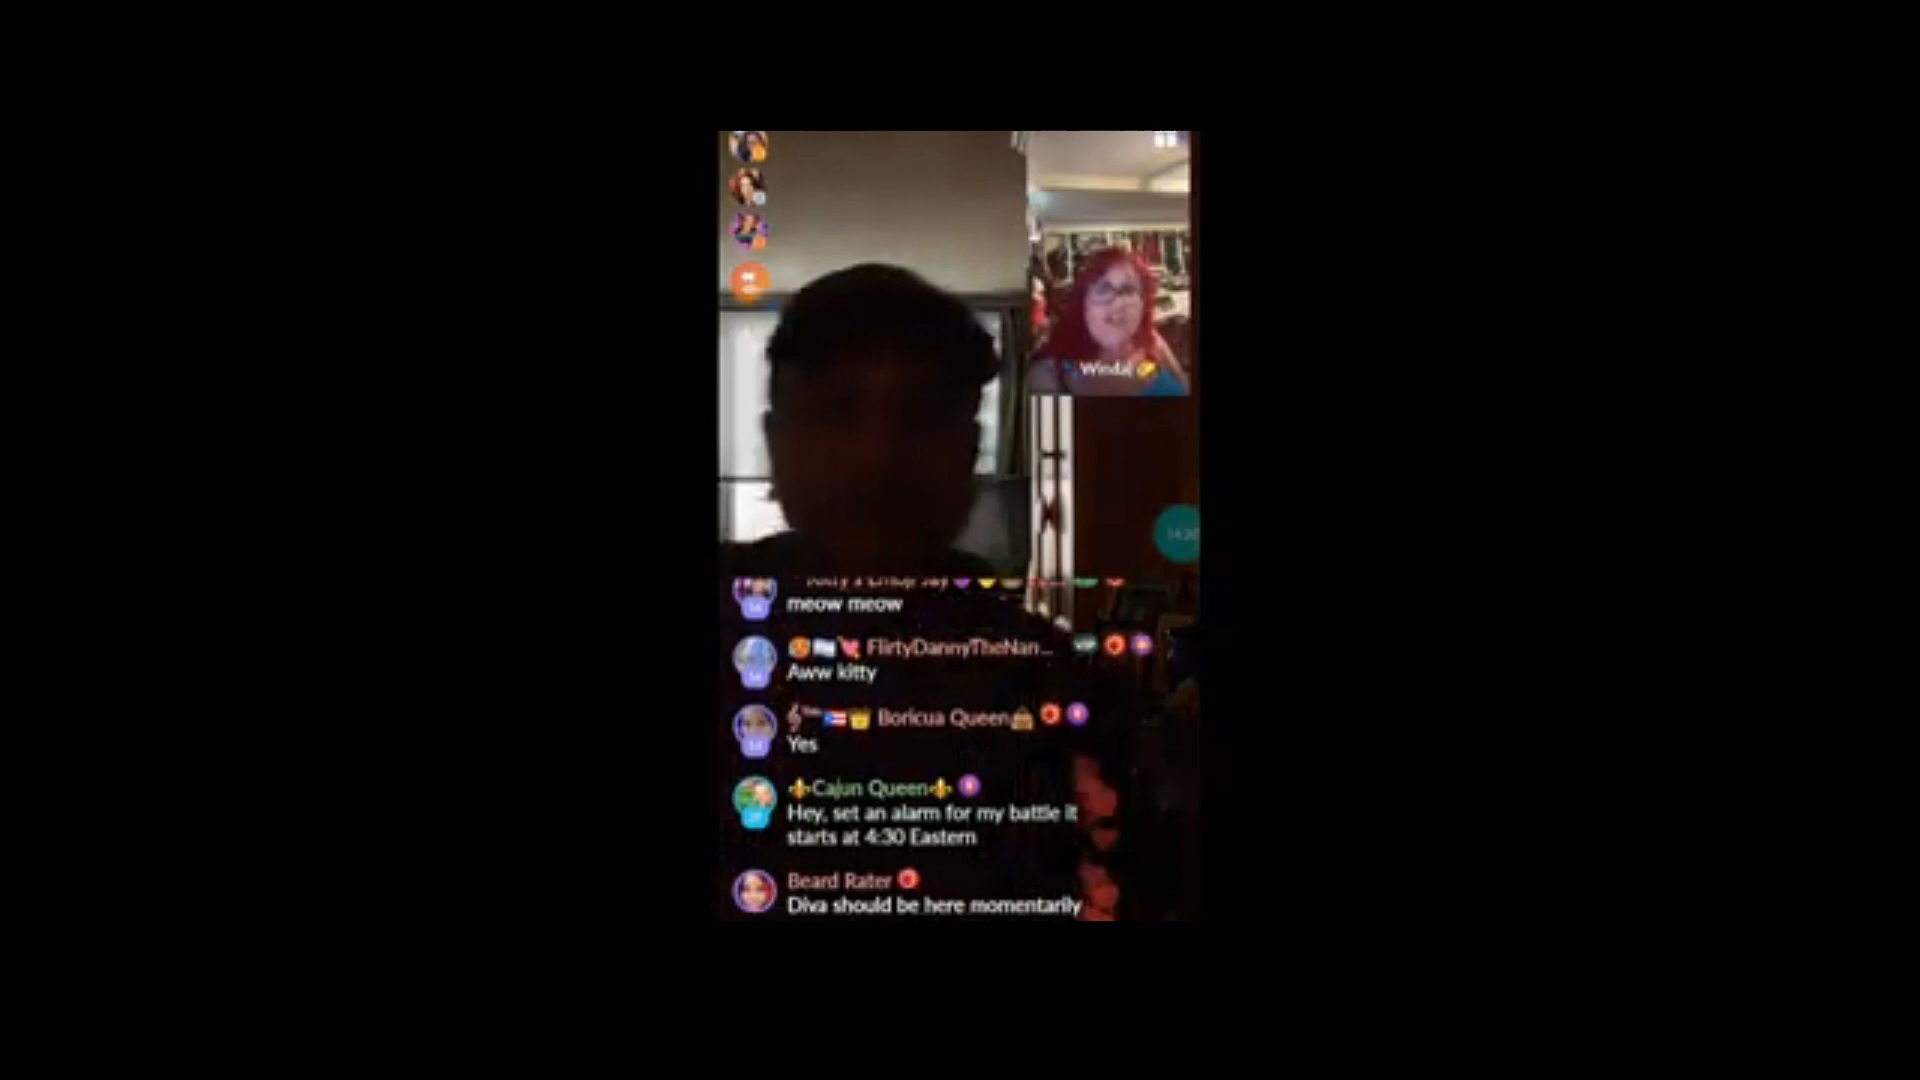 Winda
meow meow
FlirtyDannyTheNan...
VIP
Aww kitty
Boricua Queen
Yes
Cajun Queen
Hey, set an alarm for my battle it
starts at 4:30 Eastern
Beard Rater
Diva should be here momentarily